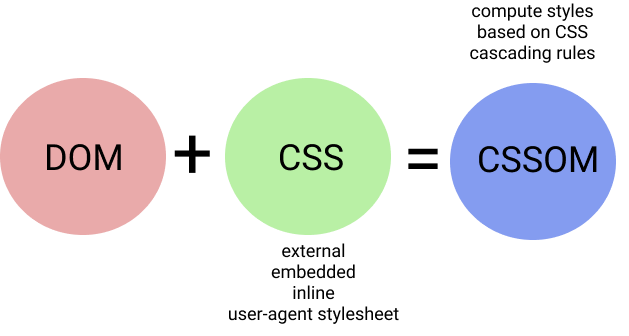 compute styles
based on CSS
cascading rules
DOM + CSS = CSSOM
external
embedded
inline
user-agent stylesheet